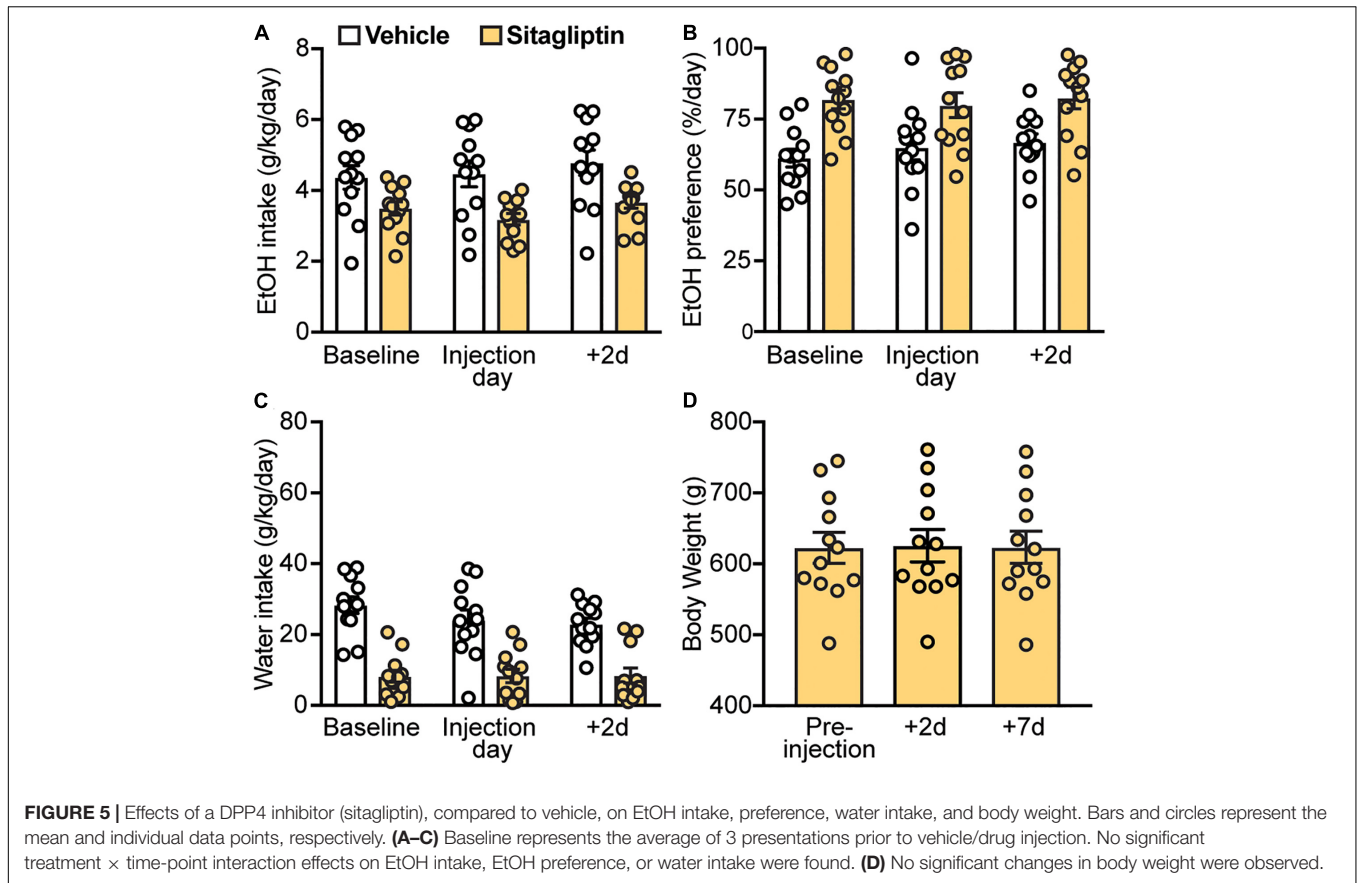 A
Vehicle
Sitagliptin
EtOH intake (g/kg/day)
8
6
4
2
0
Baseline
Injection
day
+2d
B
EtOH preference (%/day)
100
75
50
25
0
Baseline
Injection
day
+2d
C
Water intake (g/kg/day)
80
60
40
20
0
Baseline
Injection
day
+2d
D
Body Weight (g)
800
700
600
500
400
Pre-
injection
+2d
+7d
FIGURE 5 | Effects of a DPP4 inhibitor (sitagliptin), compared to vehicle, on EtOH intake, preference, water intake, and body weight. Bars and circles represent the
mean and individual data points, respectively. (A–C) Baseline represents the average of 3 presentations prior to vehicle/drug injection. No significant
treatment × time-point interaction effects on EtOH intake, EtOH preference, or water intake were found. (D) No significant changes in body weight were observed.